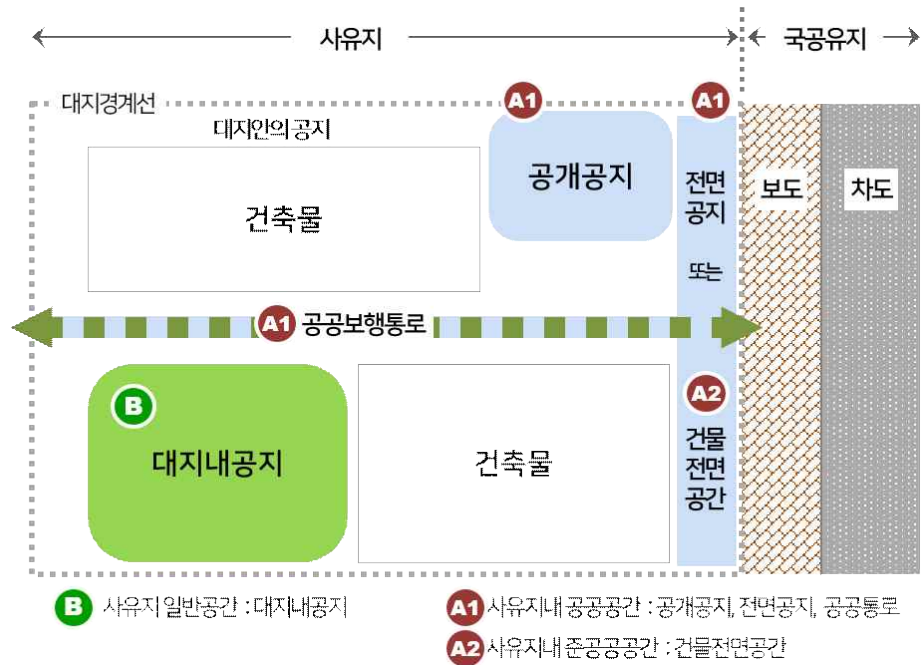 사유지
국공유지
대지경계선
A1
A1
대지안의 공지
건축물
공개공지
전면
공지
또는
보도
차도
A1 공공보행통로
B
대지내공지
건축물
A2
건물
전면
공간
B 사유지 일반공간 : 대지내공지
A1 사유지내 공공공간 : 공개공지, 전면공지, 공공통로
A2 사유지내 준공공공간 : 건물전면공간